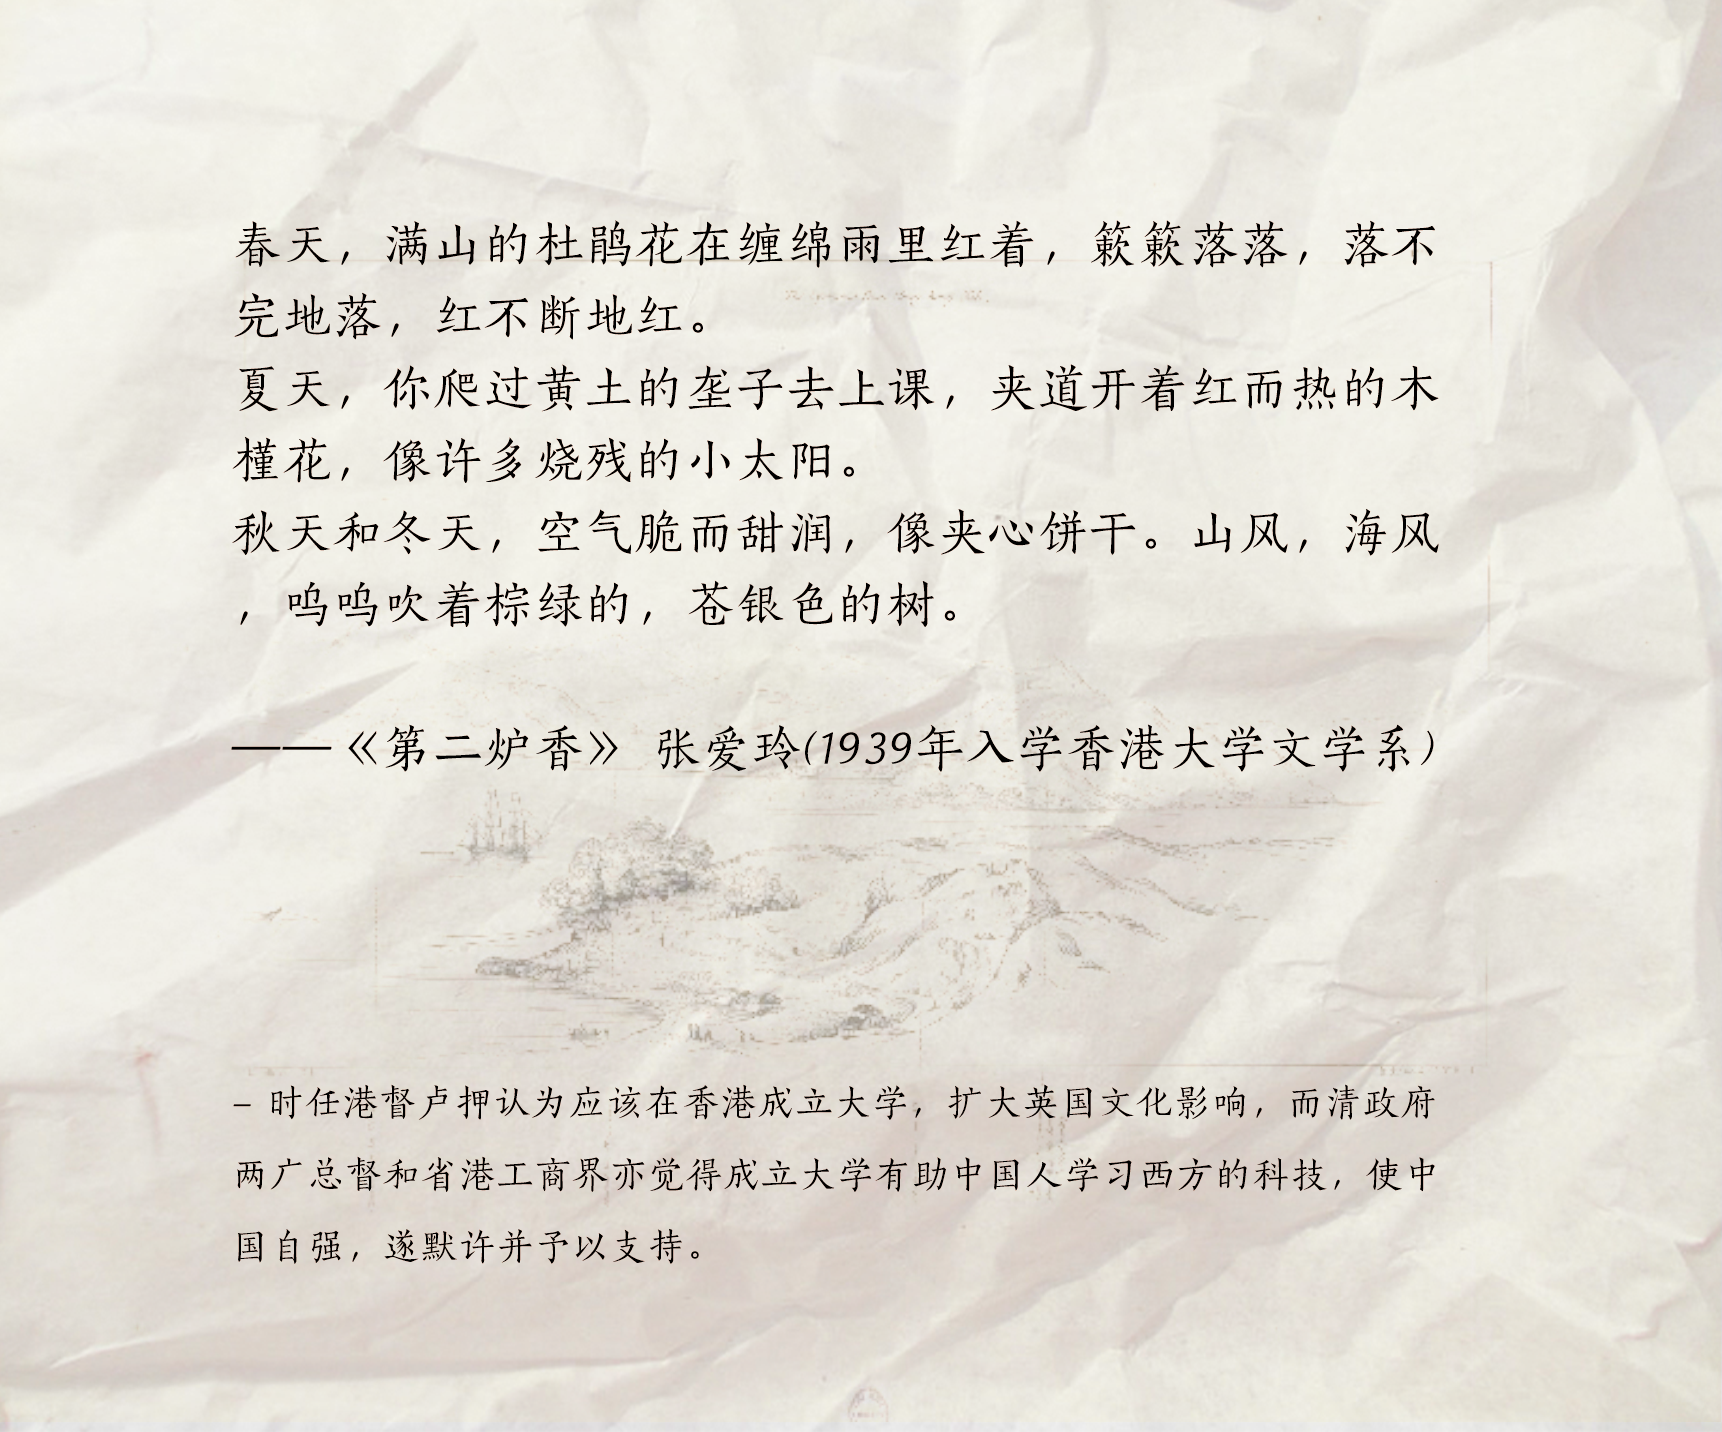 春天，满山的杜鹃花在缠绵雨里红着，簌簌落落，落不
完地落，红不断地红。
夏天，你爬过黄土的垄子去上课，夹道开着红而热的木
槿花，像许多烧残的小太阳。
秋天和冬天，空气脆而甜润，像夹心饼干。山风，海风
，呜呜吹着棕绿的，苍银色的树。
——《第二炉香》 张爱玲(1939年入学香港大学文学系)
– 时任港督卢押认为应该在香港成立大学，扩大英国文化影响，而清政府
两广总督和省港工商界亦觉得成立大学有助中国人学习西方的科技，使中
国自强，遂默许并予以支持。